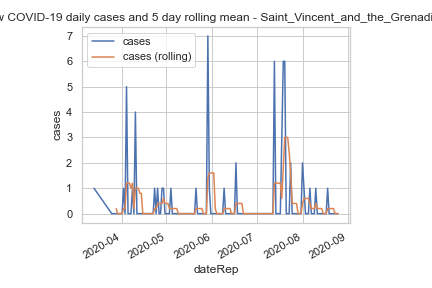 COVID-19 daily cases and 5 day rolling mean - Saint_Vincent_and_the_Grenadi
cases
cases (rolling)
7
6
5
4
3
2
1
0
cases
2020-04
2020-05
2020-06
2020-07
2020-08
2020-09
dateRep